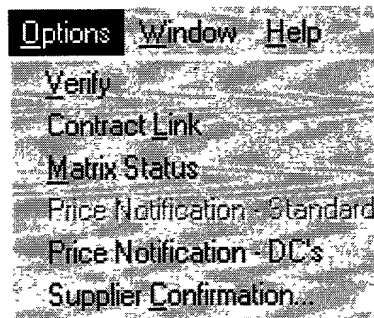 Options Window Help
Verify
Contract Link
Matrix Status
Price Notification - Standard
Price Notification - DC's
Supplier Confirmation...